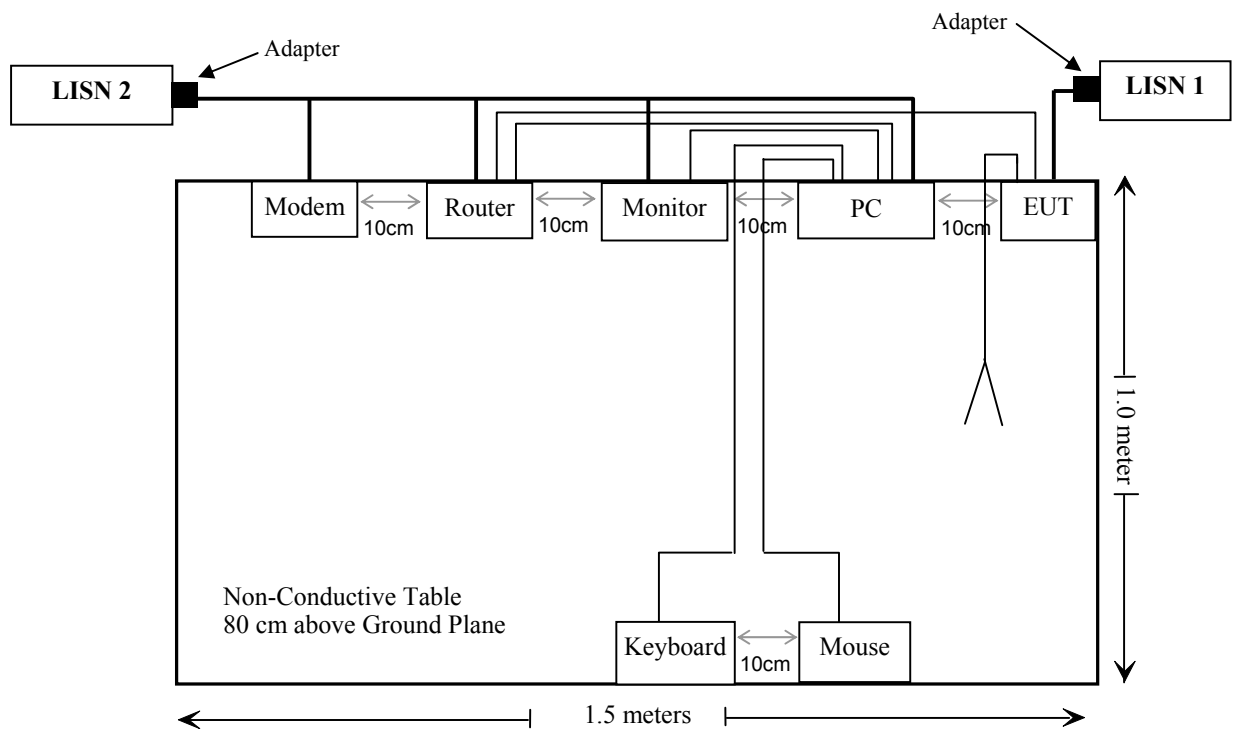 Adapter
Adapter
LISN 2
LISN 1
Modem
Router
Monitor
PC
EUT
10cm
10cm
10cm
10cm
1.0 meter
Non-Conductive Table
80 cm above Ground Plane
Keyboard
Mouse
10cm
1.5 meters